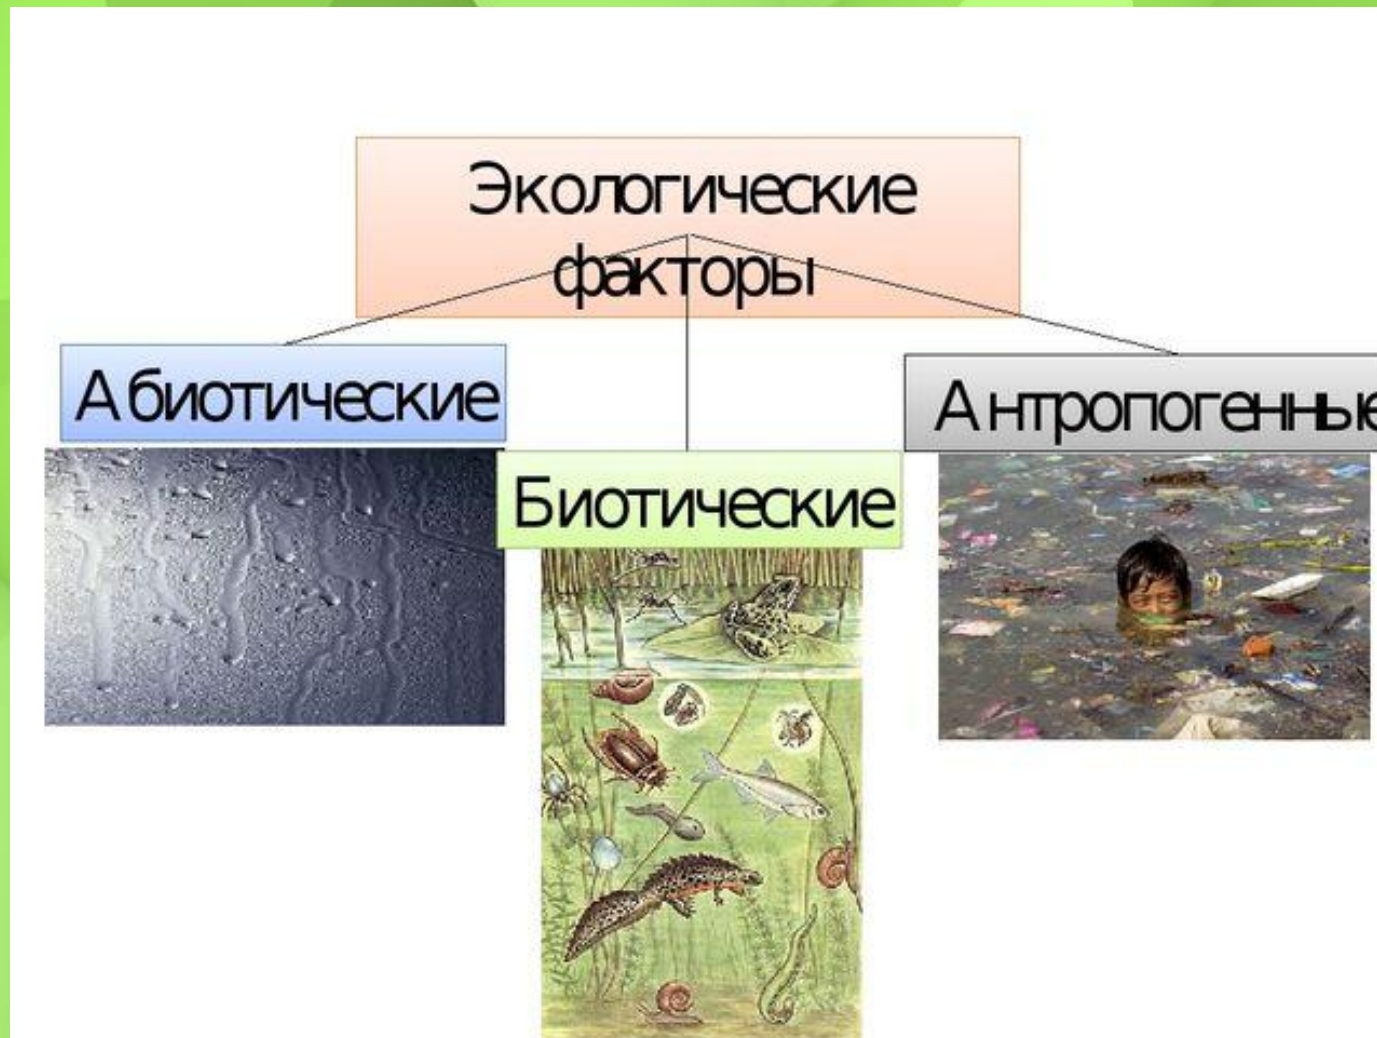 Экологические
факторы
Абиотические
Биотические
Антропогенные